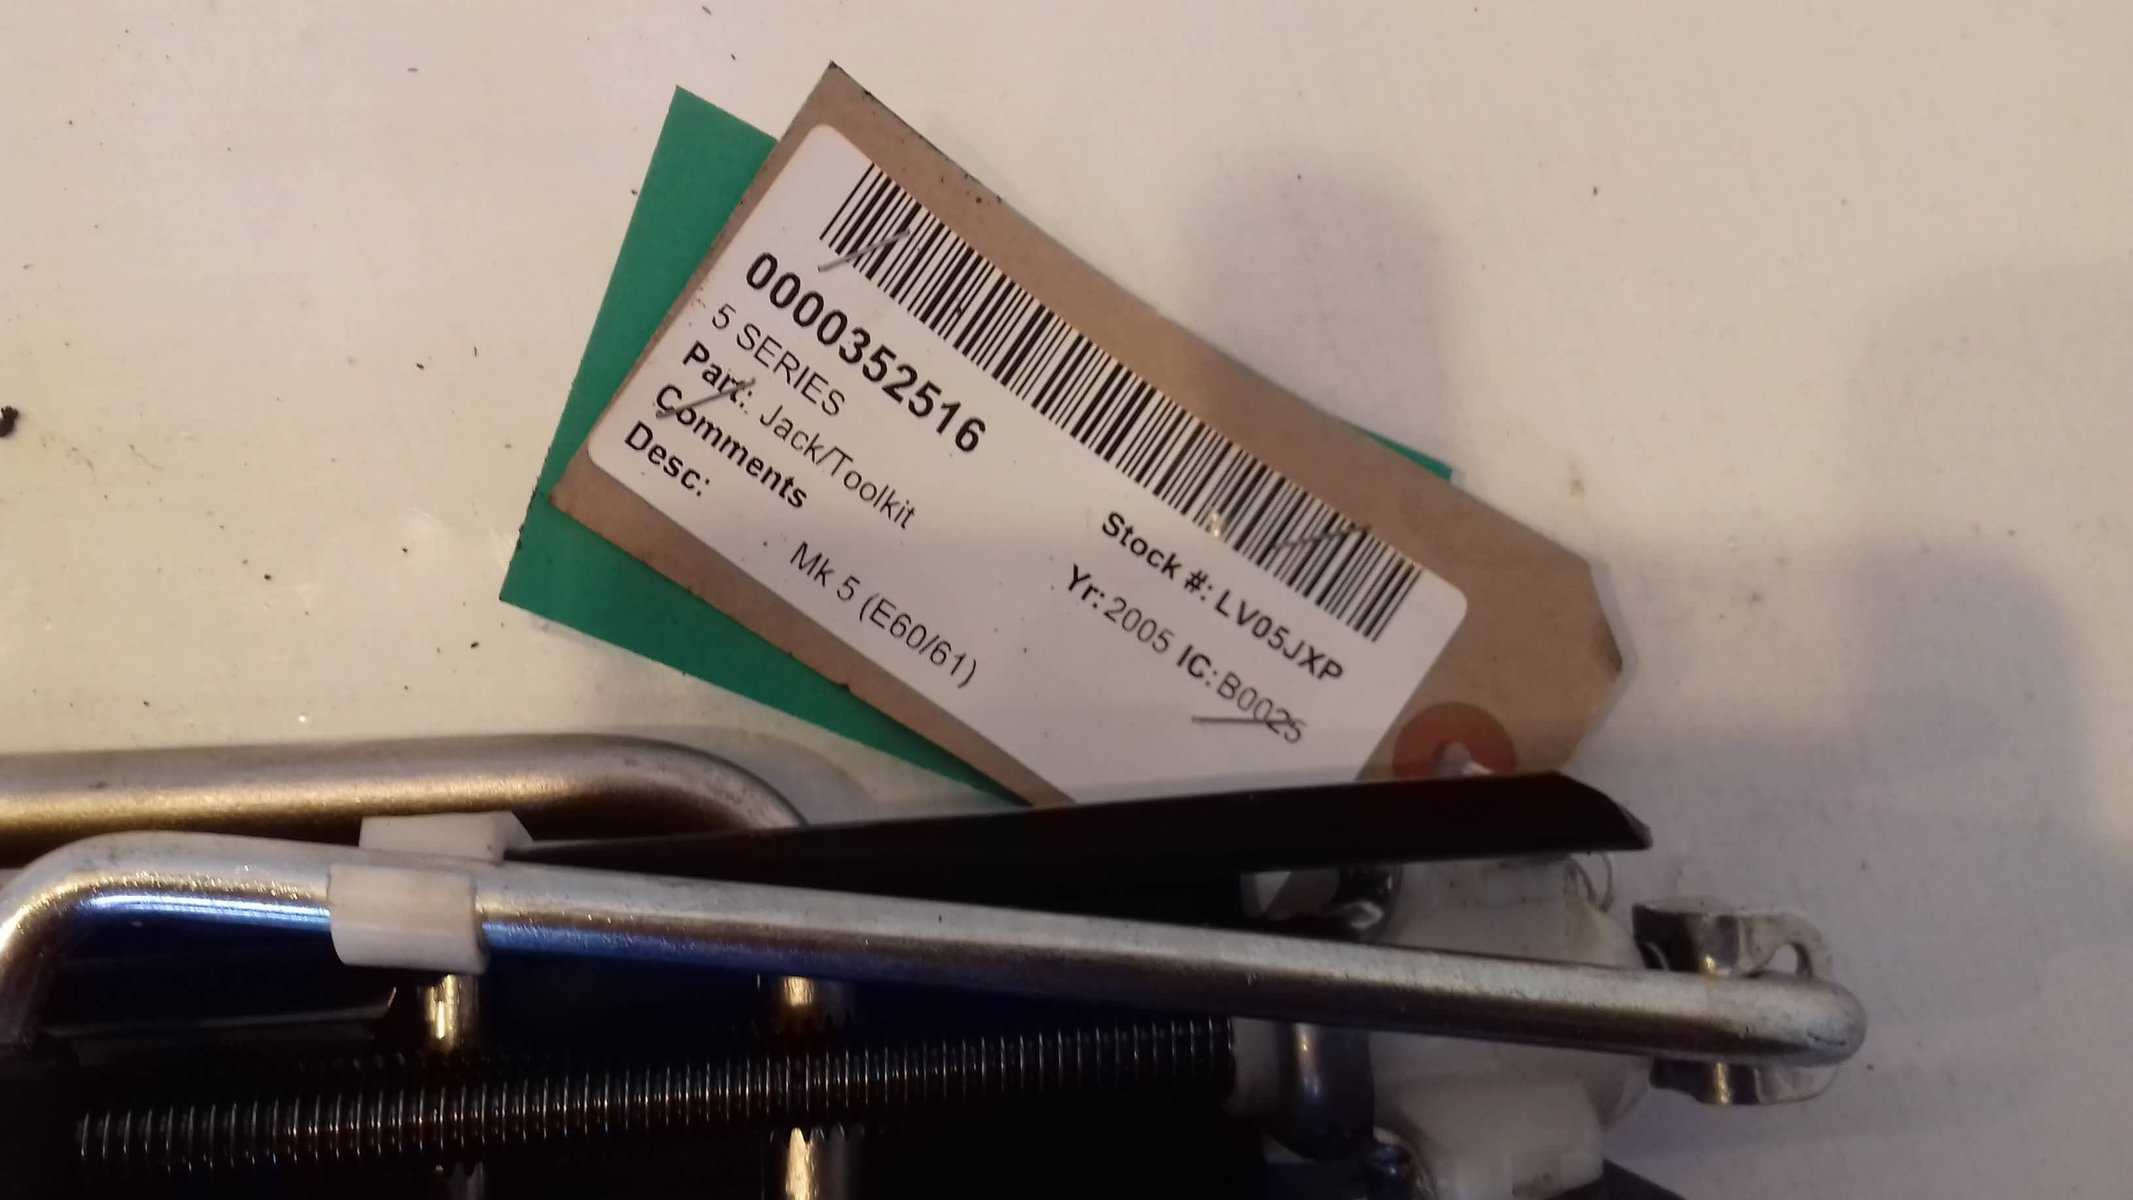 0000352516
5 SERIES
Stock #: LV05JXP
Part: Jack/Toolkit
Yr: 2005 IC: B0025
Comments
Desc:
Mk 5 (E60/61)